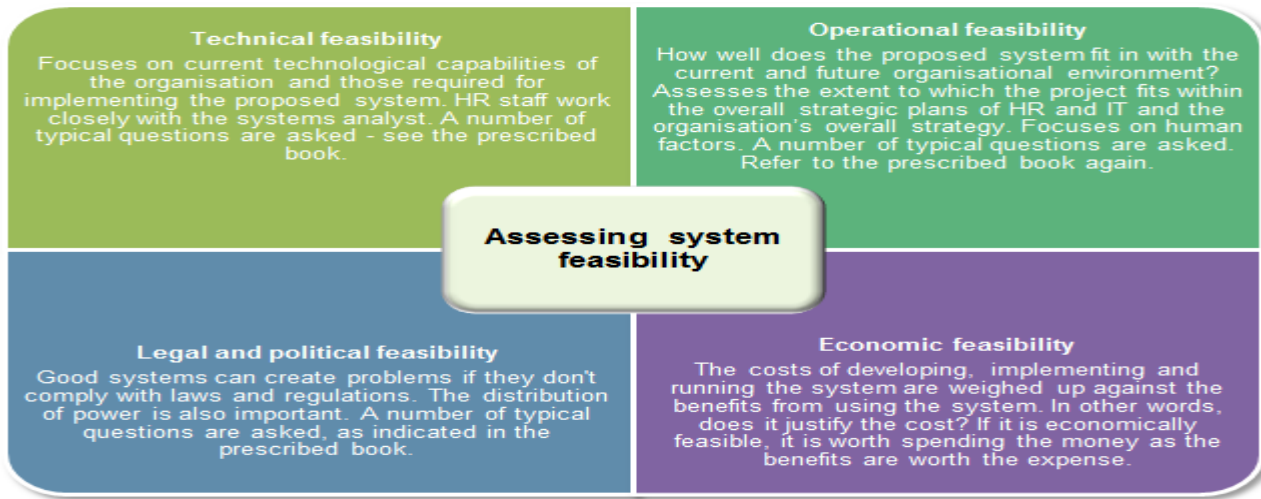 Technical feasibility
Focuses on current technological capabilities of
the organisation and those required for
implementing the proposed system. HR staff work
closely with the systems analyst. A number of
typical questions are asked - see the prescribed
book.
Operational feasibility
How well does the proposed system fit in with the
current and future organisational environment?
Assesses the extent to which the project fits within
the overall strategic plans of HR and IT and the
organisation's overall strategy. Focuses on human
factors. A number of typical questions are asked.
Refer to the prescribed book again.
Assessing system
feasibility
Legal and political feasibility
Good systems can create problems if they don't
comply with laws and regulations. The distribution
of power is also important. A number of typical
questions are asked, as indicated in the
prescribed book.
Economic feasibility
The costs of developing, implementing and
running the system are weighed up against the
benefits from using the system. In other words,
does it justify the cost? If it is economically
feasible, it is worth spending the money as the
benefits are worth the expense.